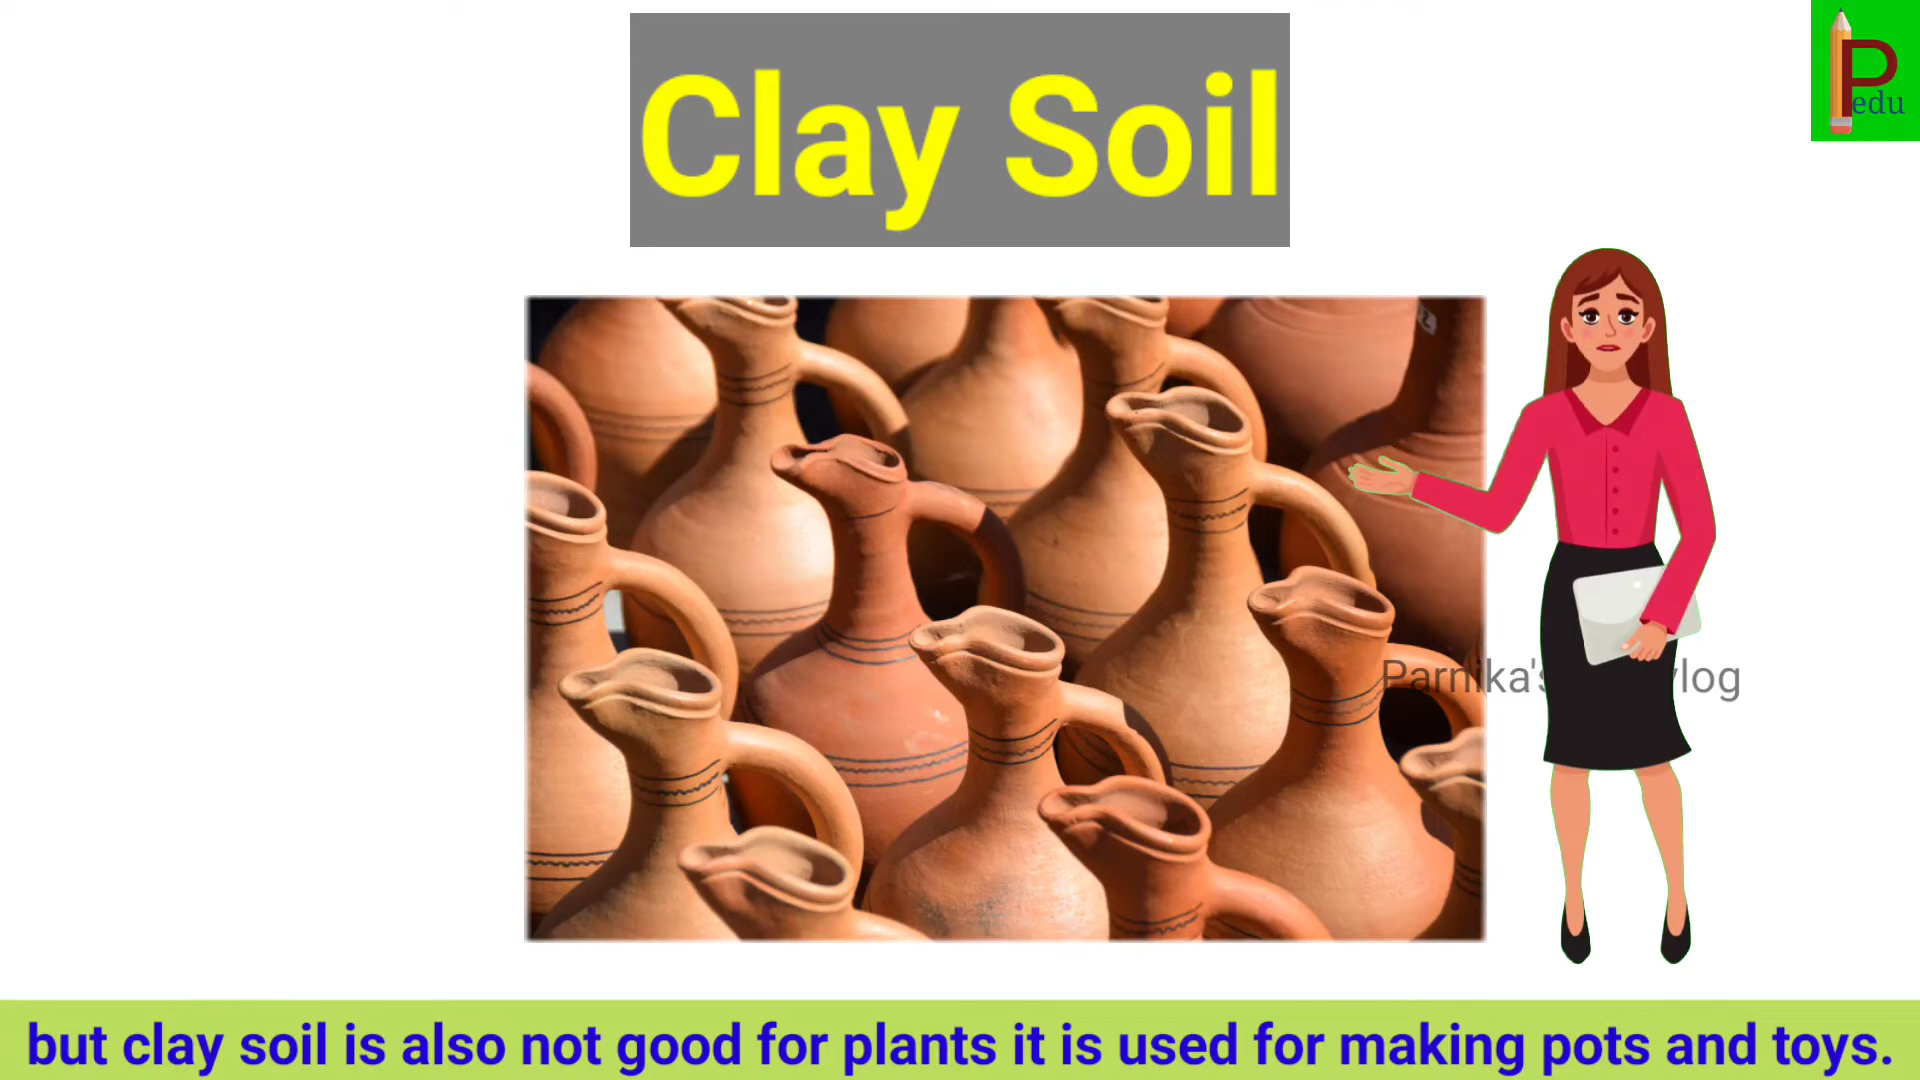 Clay Soil
P
edu
Parnika's vlog
but clay soil is also not good for plants it is used for making pots and toys.